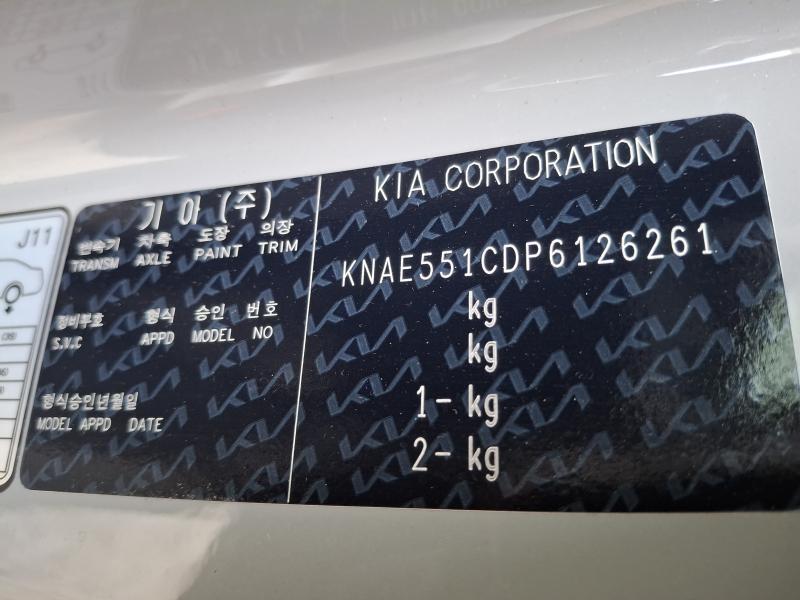 J11
기 아 (주)
변속기 차축 도장 의장
TRANSM AXLE PAINT TRIM
정비부호 형식 승인 번호
S.V.C APPD MODEL NO
형식승인년월일
MODEL APPD DATE
KIA CORPORATION
KNAE551CDP6126261
kg
kg
1- kg
2- kg